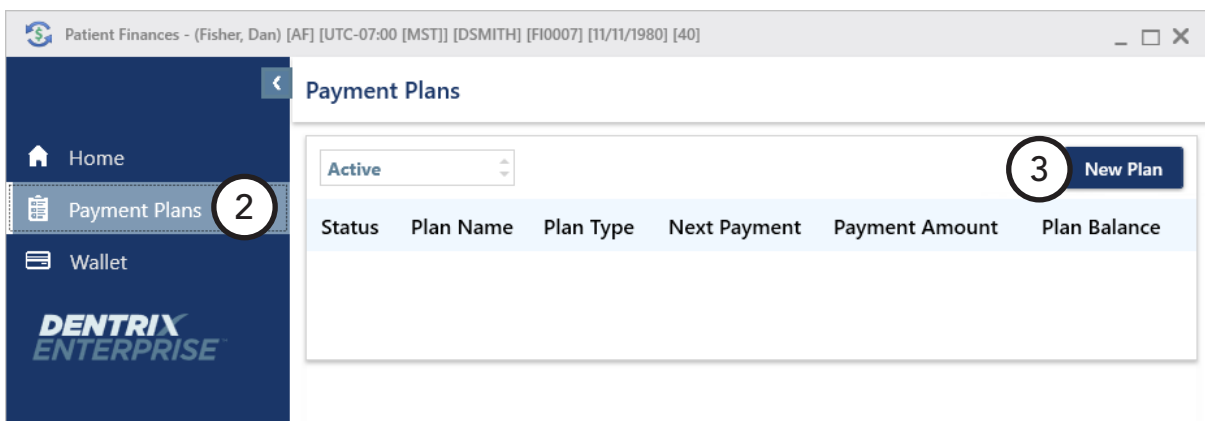 Patient Finances - (Fisher, Dan) [AF] [UTC-07:00 [MST]] [DSMITH] [FI0007] [11/11/1980] [40]
Payment Plans
Home
Payment Plans 2
Wallet
DENTRIX
ENTERPRISE™
Active
3 New Plan
Status Plan Name Plan Type Next Payment Payment Amount Plan Balance